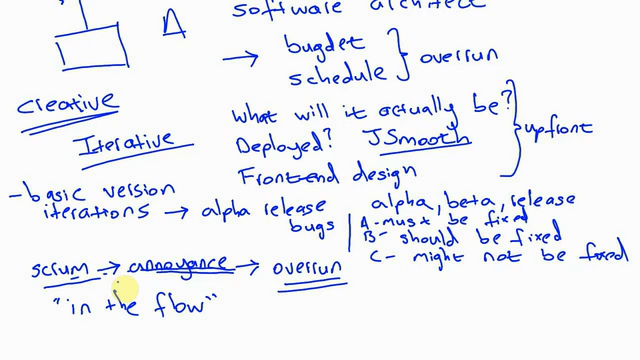 software architect
→ bugdet
schedule } overrun
Creative
Iterative
What will it actually be?
Deployed? JSmooth
Front-end design
} upfront
- basic version
iterations → alpha release
bugs
alpha, beta, release
A - must be fixed
B - should be fixed
C - might not be fixed
scrum → annoyance → overrun
"in the flow"